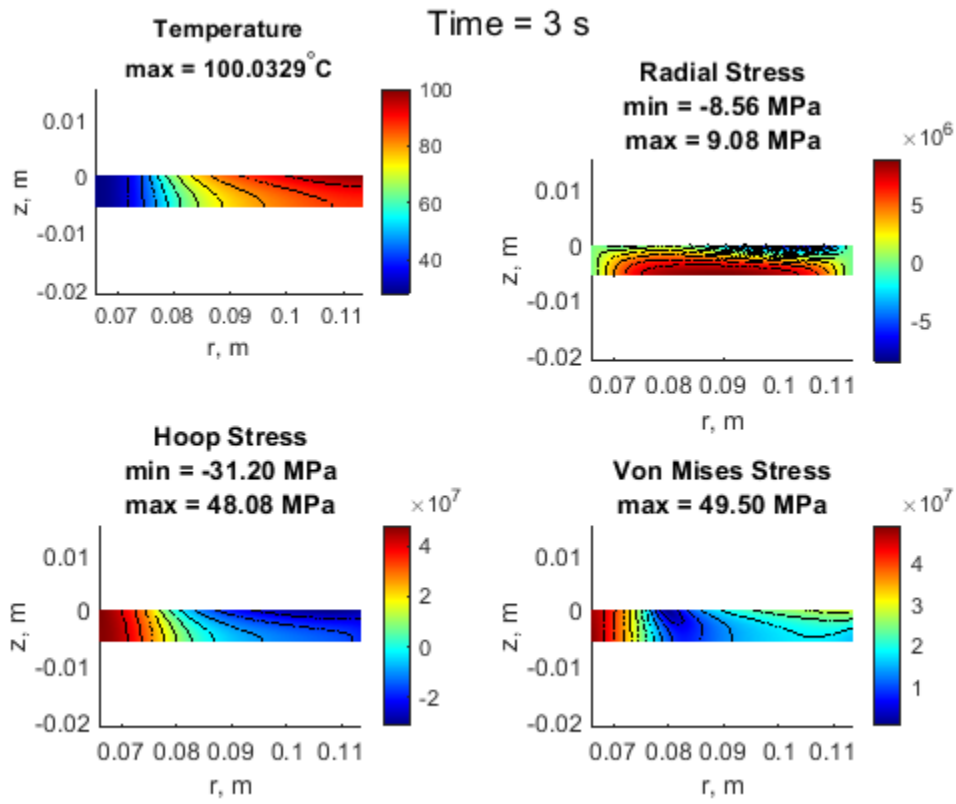 Time = 3 s
Temperature
max = 100.0329°C
0.01
0
-0.01
-0.02
z, m
0.07 0.08 0.09 0.1 0.11
r, m
100
80
60
40
Radial Stress
min = -8.56 MPa
max = 9.08 MPa
×10^6
0.01
0
-0.01
-0.02
z, m
0.07 0.08 0.09 0.1 0.11
r, m
5
0
-5
Hoop Stress
min = -31.20 MPa
max = 48.08 MPa
×10^7
0.01
0
-0.01
-0.02
z, m
0.07 0.08 0.09 0.1 0.11
r, m
4
2
0
-2
Von Mises Stress
max = 49.50 MPa
×10^7
0.01
0
-0.01
-0.02
z, m
0.07 0.08 0.09 0.1 0.11
r, m
4
3
2
1